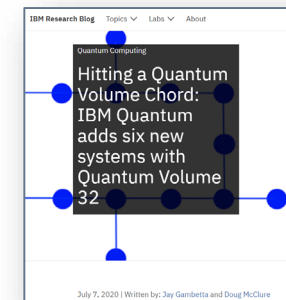 IBM Research Blog Topics Labs About
Quantum Computing
Hitting a Quantum
Volume Chord:
IBM Quantum
adds six new
systems with
Quantum Volume
32
July 7, 2020 | Written by: Jay Gambetta and Doug McClure